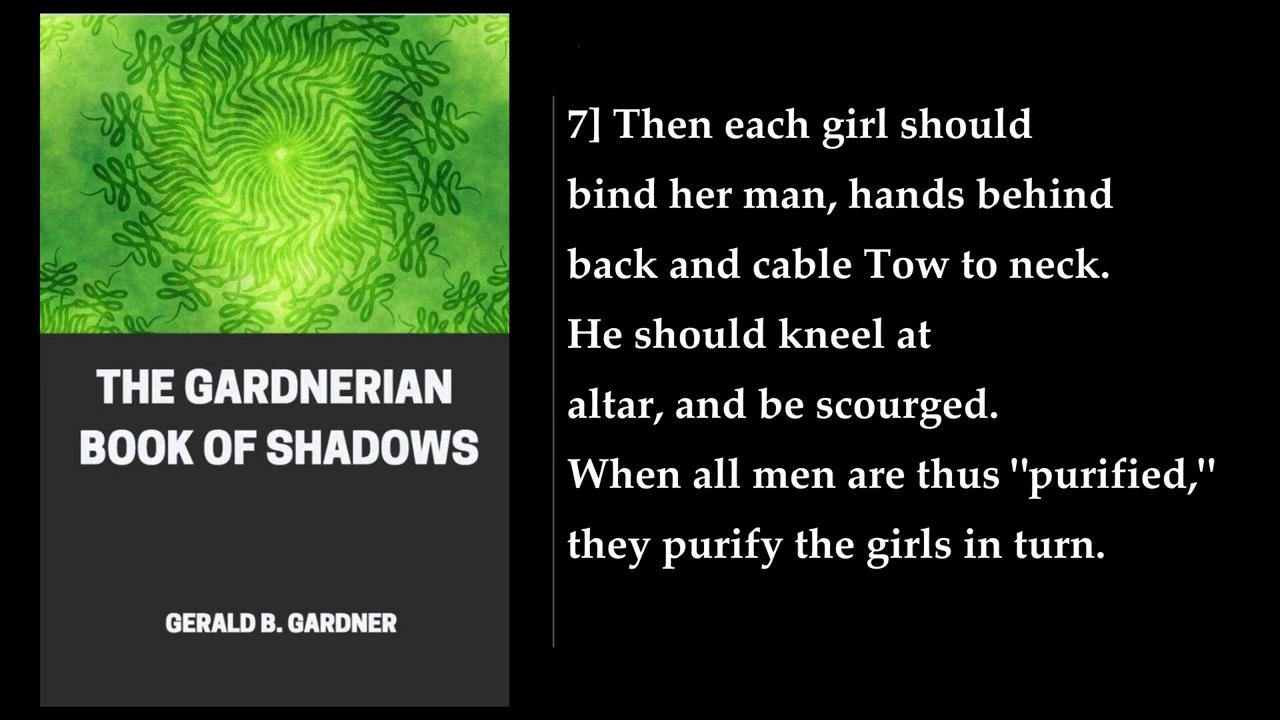 THE GARDNERIAN
BOOK OF SHADOWS
GERALD B. GARDNER
7] Then each girl should
bind her man, hands behind
back and cable Tow to neck.
He should kneel at
altar, and be scourged.
When all men are thus "purified,"
they purify the girls in turn.